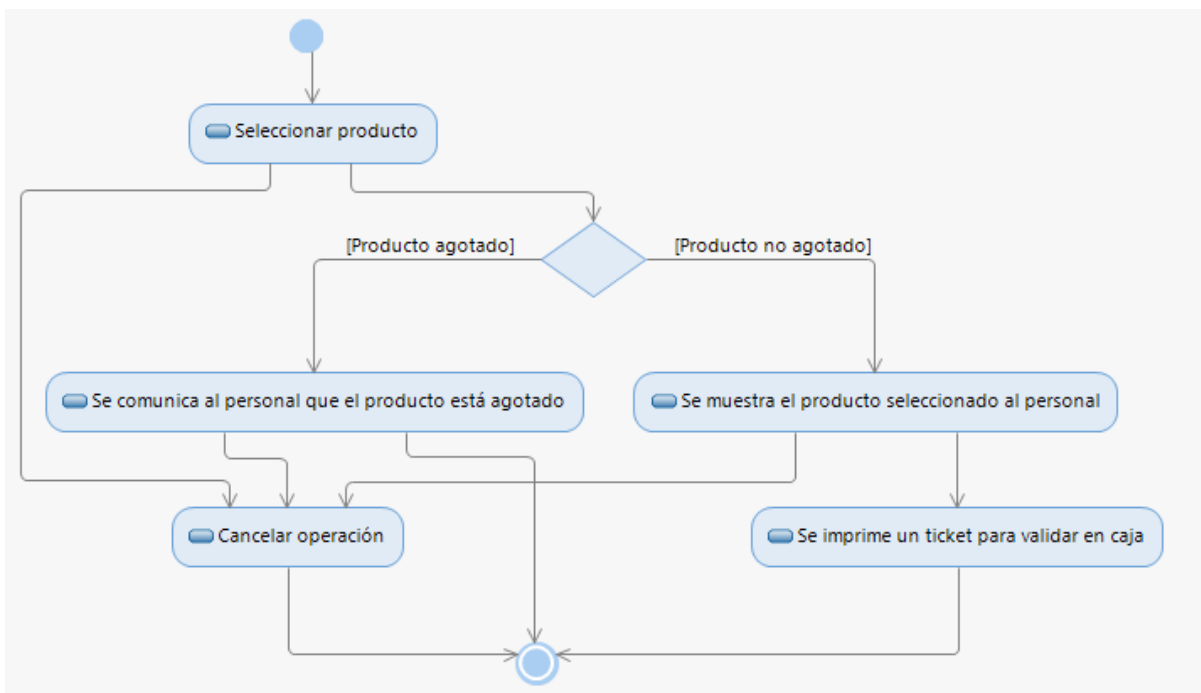 Seleccionar producto
[Producto agotado]
[Producto no agotado]
Se comunica al personal que el producto está agotado
Se muestra el producto seleccionado al personal
Cancelar operación
Se imprime un ticket para validar en caja